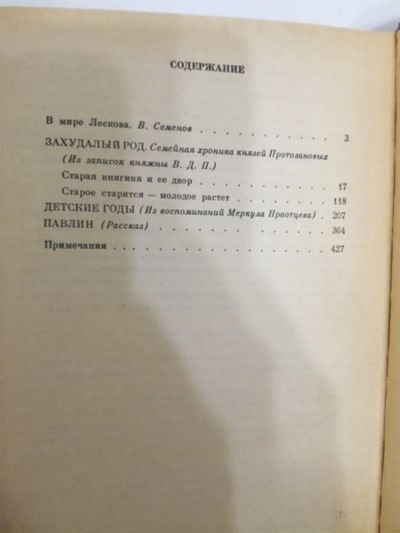 СОДЕРЖАНИЕ
В мире Лескова. В. Семенов . . . . . . . . . . . 3
ЗАХУДАЛЫЙ РОД. Семейная хроника князей Протозановых
(Из записок княжны В. Д. П.)
Старая княгиня и ее двор . . . . . . . . . . . 17
Старое старится — молодое растет . . . . . . . . 118
ДЕТСКИЕ ГОДЫ (Из воспоминаний Меркула Праотцева) . 207
ПАВЛИН (Рассказ) . . . . . . . . . . . . . 364
Примечания . . . . . . . . . . . . . . . 427